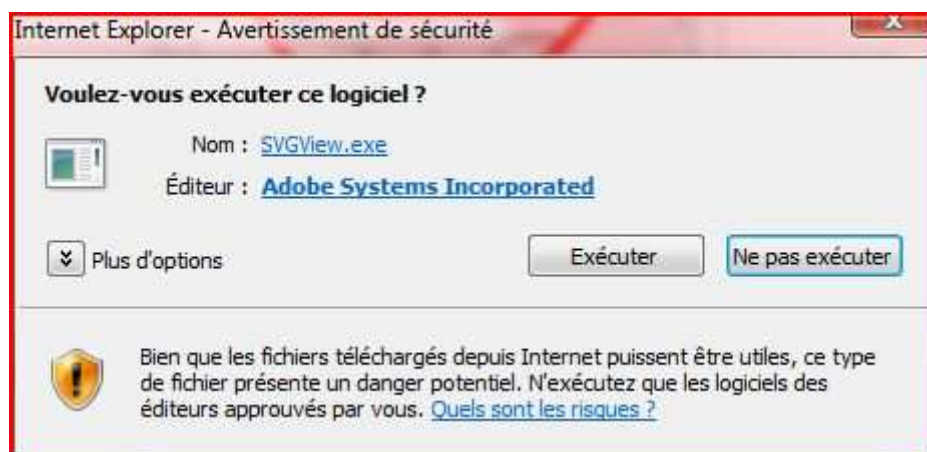 Internet Explorer - Avertissement de sécurité
Voulez-vous exécuter ce logiciel ?
Nom : SVGView.exe
Éditeur : Adobe Systems Incorporated
Plus d'options
Exécuter
Ne pas exécuter
Bien que les fichiers téléchargés depuis Internet puissent être utiles, ce type
de fichier présente un danger potentiel. N'exécutez que les logiciels des
éditeurs approuvés par vous. Quels sont les risques ?